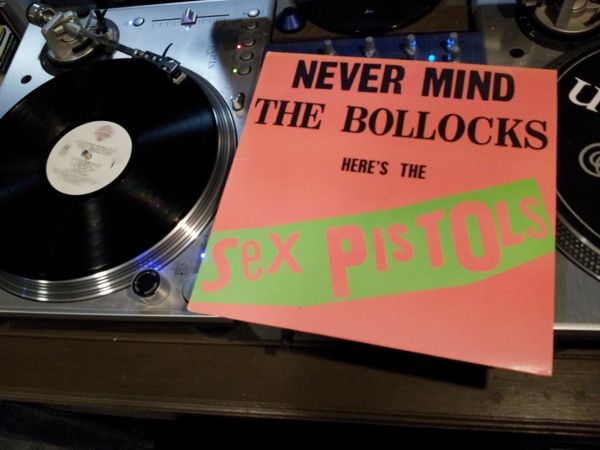 NEVER MIND
THE BOLLOCKS
HERE'S THE
Sex PISTOLS